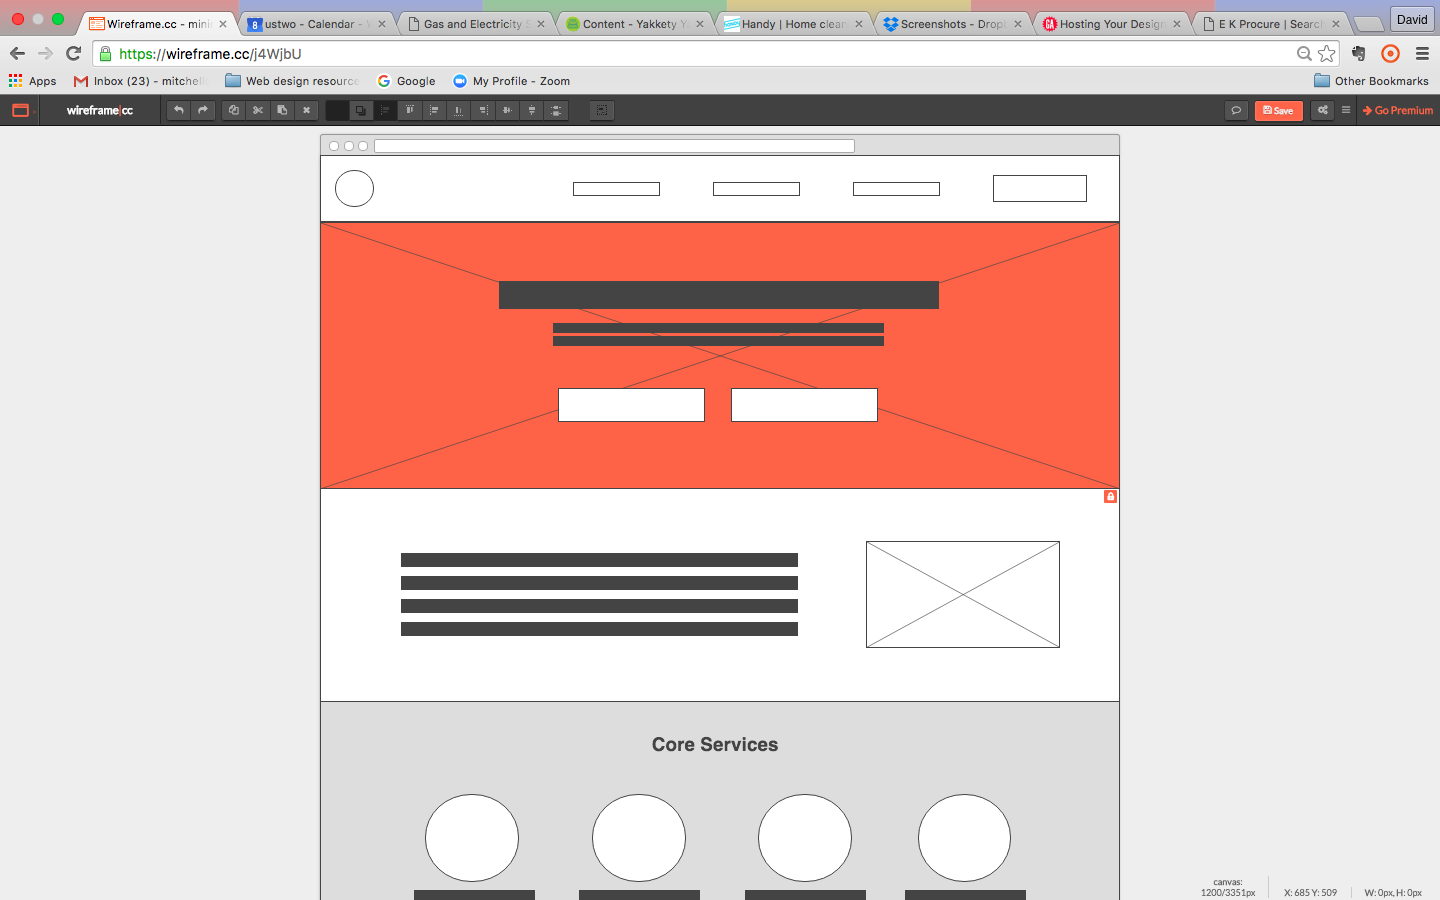 Wireframe.cc - mini
ustwo - Calendar - Y
Gas and Electricity S
Content - Yakkety Y
Handy | Home clean
Screenshots - Drop
Hosting Your Design
E K Procure | Search
David
https://wireframe.cc/j4WjbU
Apps
Inbox (23) - mitchell
Web design resource
Google
My Profile - Zoom
Other Bookmarks
wireframe|cc
Save
Go Premium
Core Services
canvas:
1200/3351px
X: 685 Y: 509
W: 0px, H: 0px